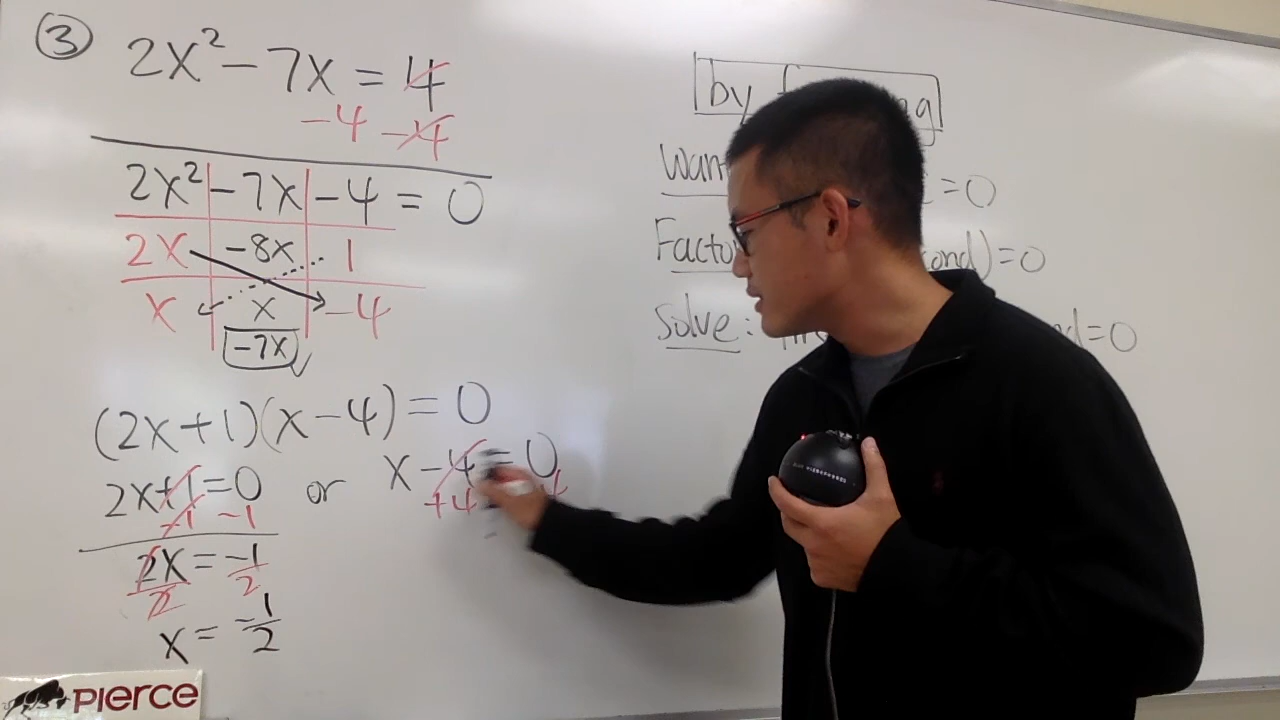 ③ 2x² - 7x = 4
-4 -4
2x² - 7x - 4 = 0
2x -8x 1
x x -4
-7x ✓
(2x+1)(x-4) = 0
2x+1=0 or x-4=0
-1 -1 +4
2x = -1
2 2
x = -1/2
PIERCE
by
=0
)=0
Solve:
=0